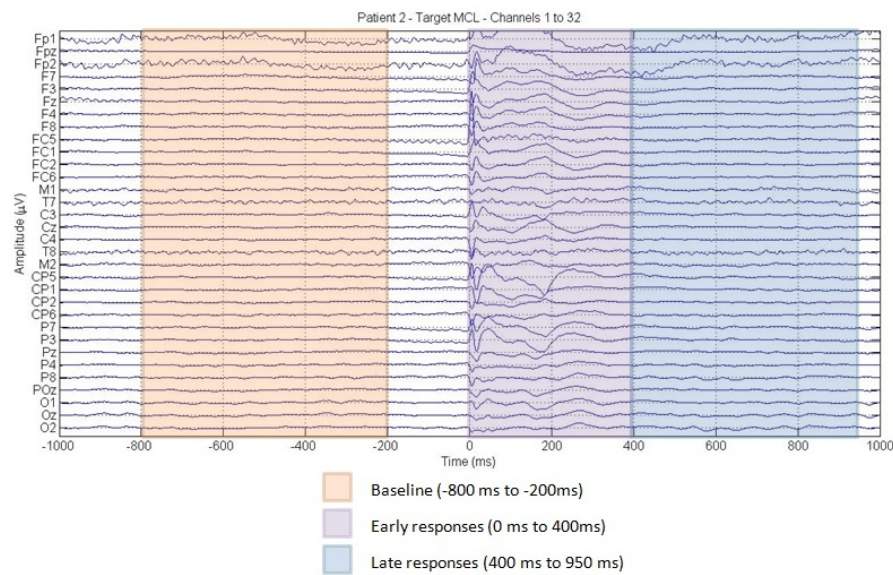 Patient 2 - Target MCL - Channels 1 to 32
Amplitude (µV)
Fp1
Fpz
Fp2
F7
F3
Fz
F4
F8
FC5
FC1
FC2
FC6
M1
T7
C3
Cz
C4
T8
M2
CP5
CP1
CP2
CP6
P7
P3
Pz
P4
P8
POz
O1
Oz
O2
-1000 -800 -600 -400 -200 0 200 400 600 800 1000
Time (ms)
Baseline (-800 ms to -200ms)
Early responses (0 ms to 400ms)
Late responses (400 ms to 950 ms)